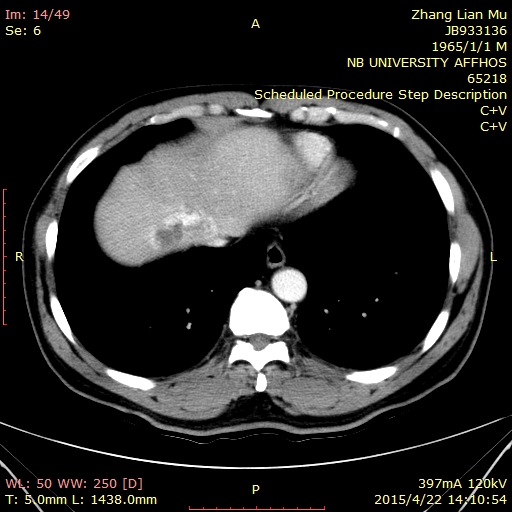 Im: 14/49
Se: 6
A
Zhang Lian Mu
JB933136
1965/1/1 M
NB UNIVERSITY AFFHOS
65218
Scheduled Procedure Step Description
C+V
C+V
R
L
WL: 50 WW: 250 [D]
T: 5.0mm L: 1438.0mm
P
397mA 120kV
2015/4/22 14:10:54